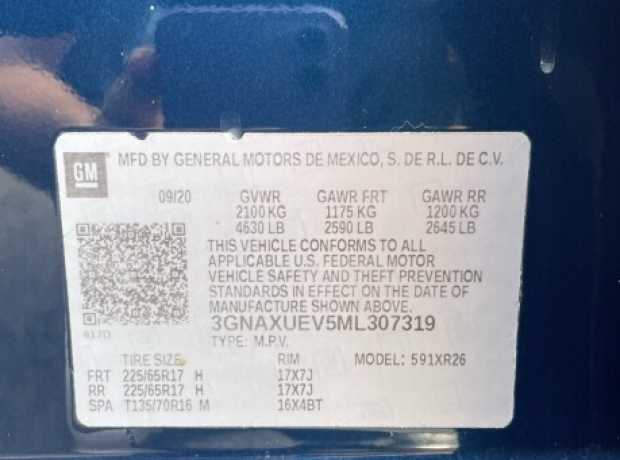 GM
MFD BY GENERAL MOTORS DE MEXICO, S. DE R.L. DE C.V.
09/20 GVWR GAWR FRT GAWR RR
2100 KG 1175 KG 1200 KG
4630 LB 2590 LB 2645 LB
THIS VEHICLE CONFORMS TO ALL
APPLICABLE U.S. FEDERAL MOTOR
VEHICLE SAFETY AND THEFT PREVENTION
STANDARDS IN EFFECT ON THE DATE OF
MANUFACTURE SHOWN ABOVE.
3GNAXUEV5ML307319
TYPE: M.P.V.
TIRE SIZE RIM MODEL: 591XR26
FRT 225/65R17 H 17X7J
RR 225/65R17 H 17X7J
SPA T135/70R16 M 16X4BT